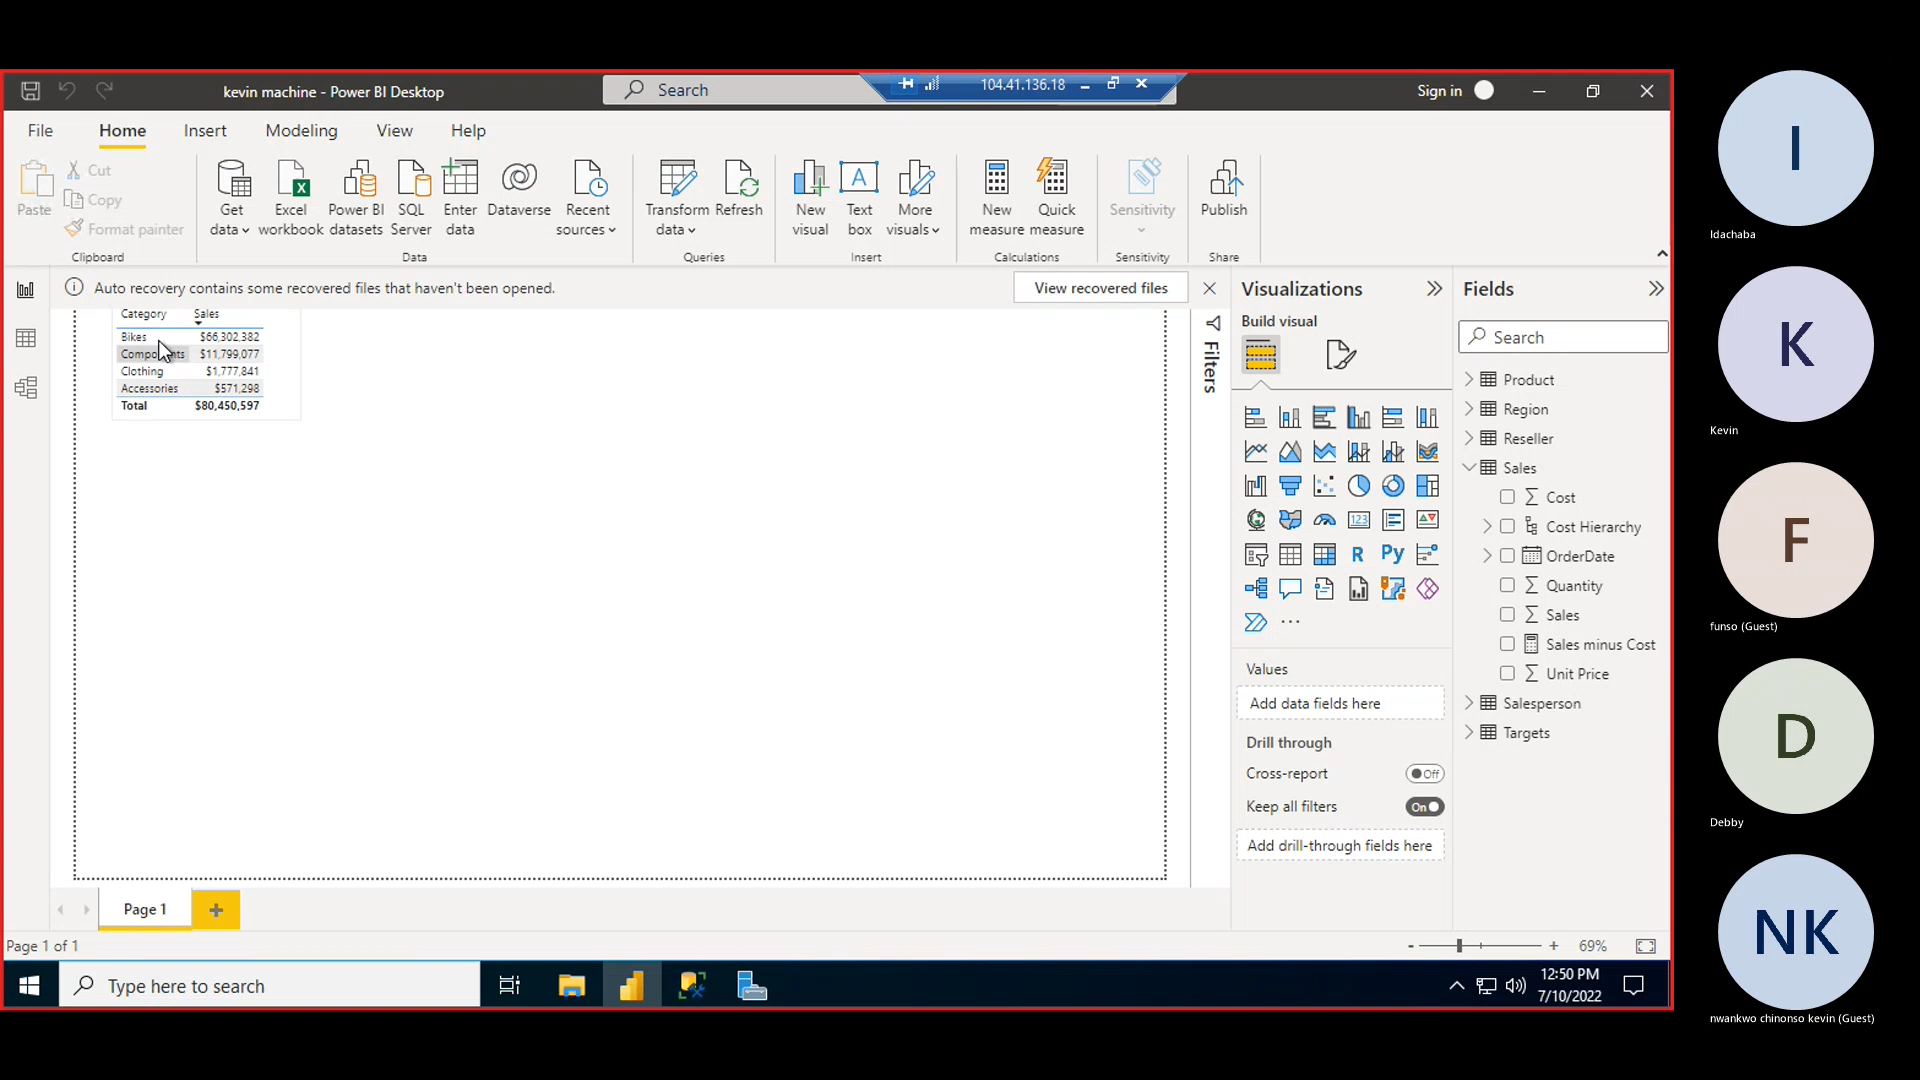 kevin machine - Power BI Desktop
Search
104.41.136.18
Sign in
File Home Insert Modeling View Help
Paste
Cut
Copy
Format painter
Clipboard
Get data
Excel workbook
Power BI datasets
SQL Server
Enter data
Dataverse
Recent sources
Data
Transform data
Refresh
Queries
New visual
Text box
More visuals
Insert
New measure
Quick measure
Calculations
Sensitivity
Sensitivity
Publish
Share
Auto recovery contains some recovered files that haven't been opened.
View recovered files
Category Sales
Bikes $66,302,382
Components $11,799,077
Clothing $1,777,841
Accessories $571,298
Total $80,450,597
Filters
Visualizations
Build visual
123
R
Py
Values
Add data fields here
Drill through
Cross-report
Off
Keep all filters
On
Add drill-through fields here
Fields
Search
Product
Region
Reseller
Sales
Cost
Cost Hierarchy
OrderDate
Quantity
Sales
Sales minus Cost
Unit Price
Salesperson
Targets
Page 1
Page 1 of 1
69%
Type here to search
12:50 PM
7/10/2022
I
Idachaba
K
Kevin
F
funso (Guest)
D
Debby
NK
nwankwo chinonso kevin (Guest)